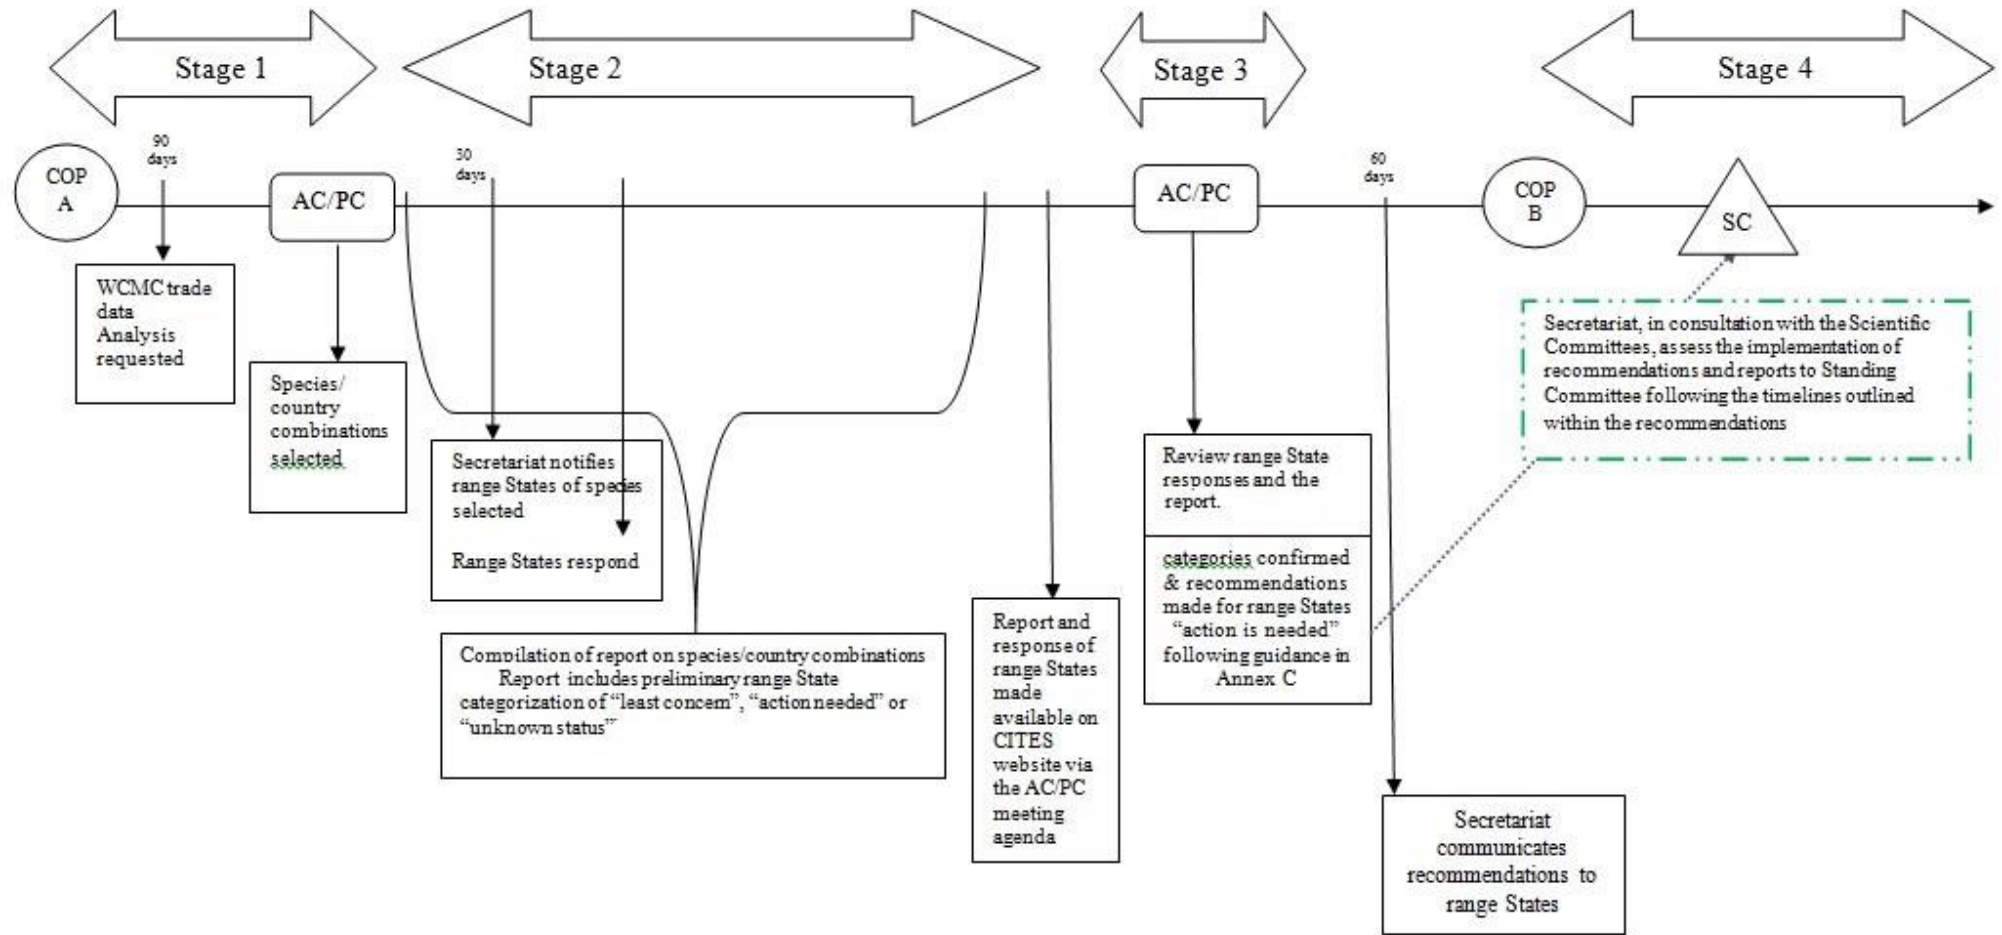 Stage 1
Stage 2
Stage 3
Stage 4
90
days
30
days
60
days
COP
A
AC/PC
AC/PC
COP
B
SC
WCMC trade
data
Analysis
requested
Species/
country
combinations
selected
Secretariat notifies
range States of species
selected
Range States respond
Compilation of report on species/country combinations
Report includes preliminary range State
categorization of “least concern”, “action needed” or
“unknown status”
Report and
response of
range States
made
available on
CITES
website via
the AC/PC
meeting
agenda
Review range State
responses and the
report.
categories confirmed
& recommendations
made for range States
“action is needed”
following guidance in
Annex C
Secretariat
communicates
recommendations to
range States
Secretariat, in consultation with the Scientific
Committees, assess the implementation of
recommendations and reports to Standing
Committee following the timelines outlined
within the recommendations